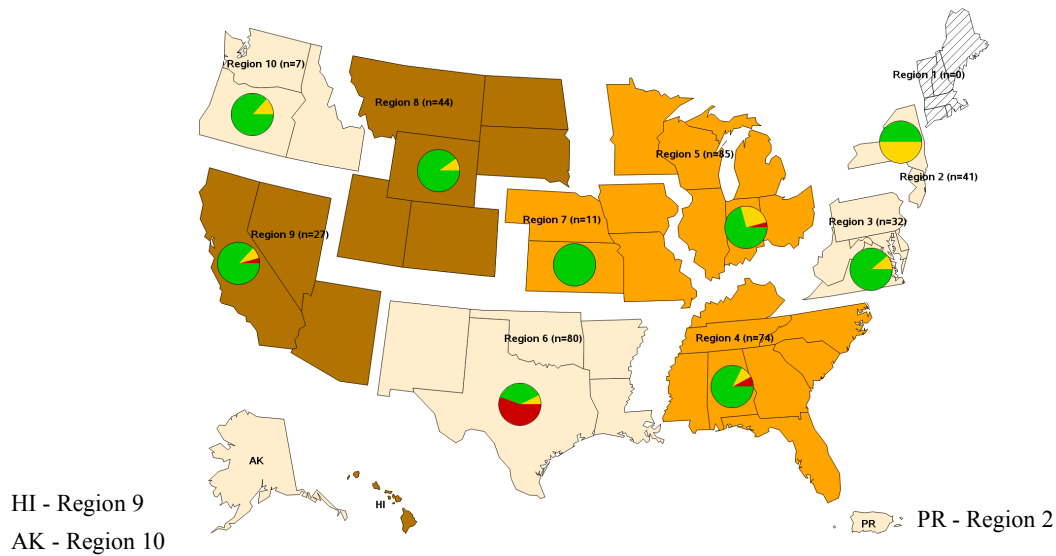 Region 10 (n=7)
Region 1 (n=0)
Region 8 (n=44)
Region 5 (n=85)
Region 2 (n=41)
Region 7 (n=11)
Region 3 (n=32)
Region 9 (n=27)
Region 6 (n=80)
Region 4 (n=74)
AK
HI
PR
HI - Region 9
AK - Region 10
PR - Region 2